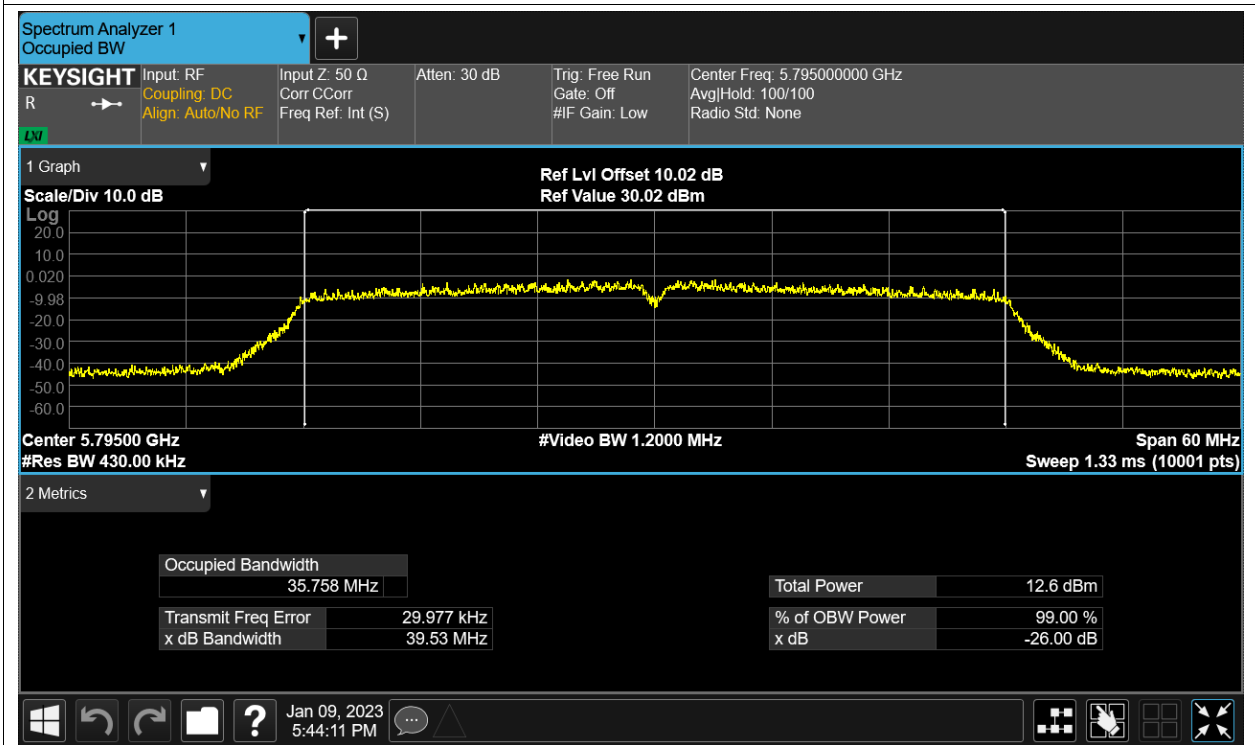 Spectrum Analyzer 1
Occupied BW
KEYSIGHT
R
LXI
Input: RF
Coupling: DC
Align: Auto/No RF
Input Z: 50 Ω
Corr CCorr
Freq Ref: Int (S)
Atten: 30 dB
Trig: Free Run
Gate: Off
#IF Gain: Low
Center Freq: 5.795000000 GHz
Avg|Hold: 100/100
Radio Std: None
1 Graph
Scale/Div 10.0 dB
Ref Lvl Offset 10.02 dB
Ref Value 30.02 dBm
Log
20.0
10.0
0.020
-9.98
-20.0
-30.0
-40.0
-50.0
-60.0
Center 5.79500 GHz
#Video BW 1.2000 MHz
Span 60 MHz
#Res BW 430.00 kHz
Sweep 1.33 ms (10001 pts)
2 Metrics
Occupied Bandwidth
35.758 MHz
Transmit Freq Error 29.977 kHz
x dB Bandwidth 39.53 MHz
Total Power 12.6 dBm
% of OBW Power 99.00 %
x dB -26.00 dB
?
Jan 09, 2023
5:44:11 PM